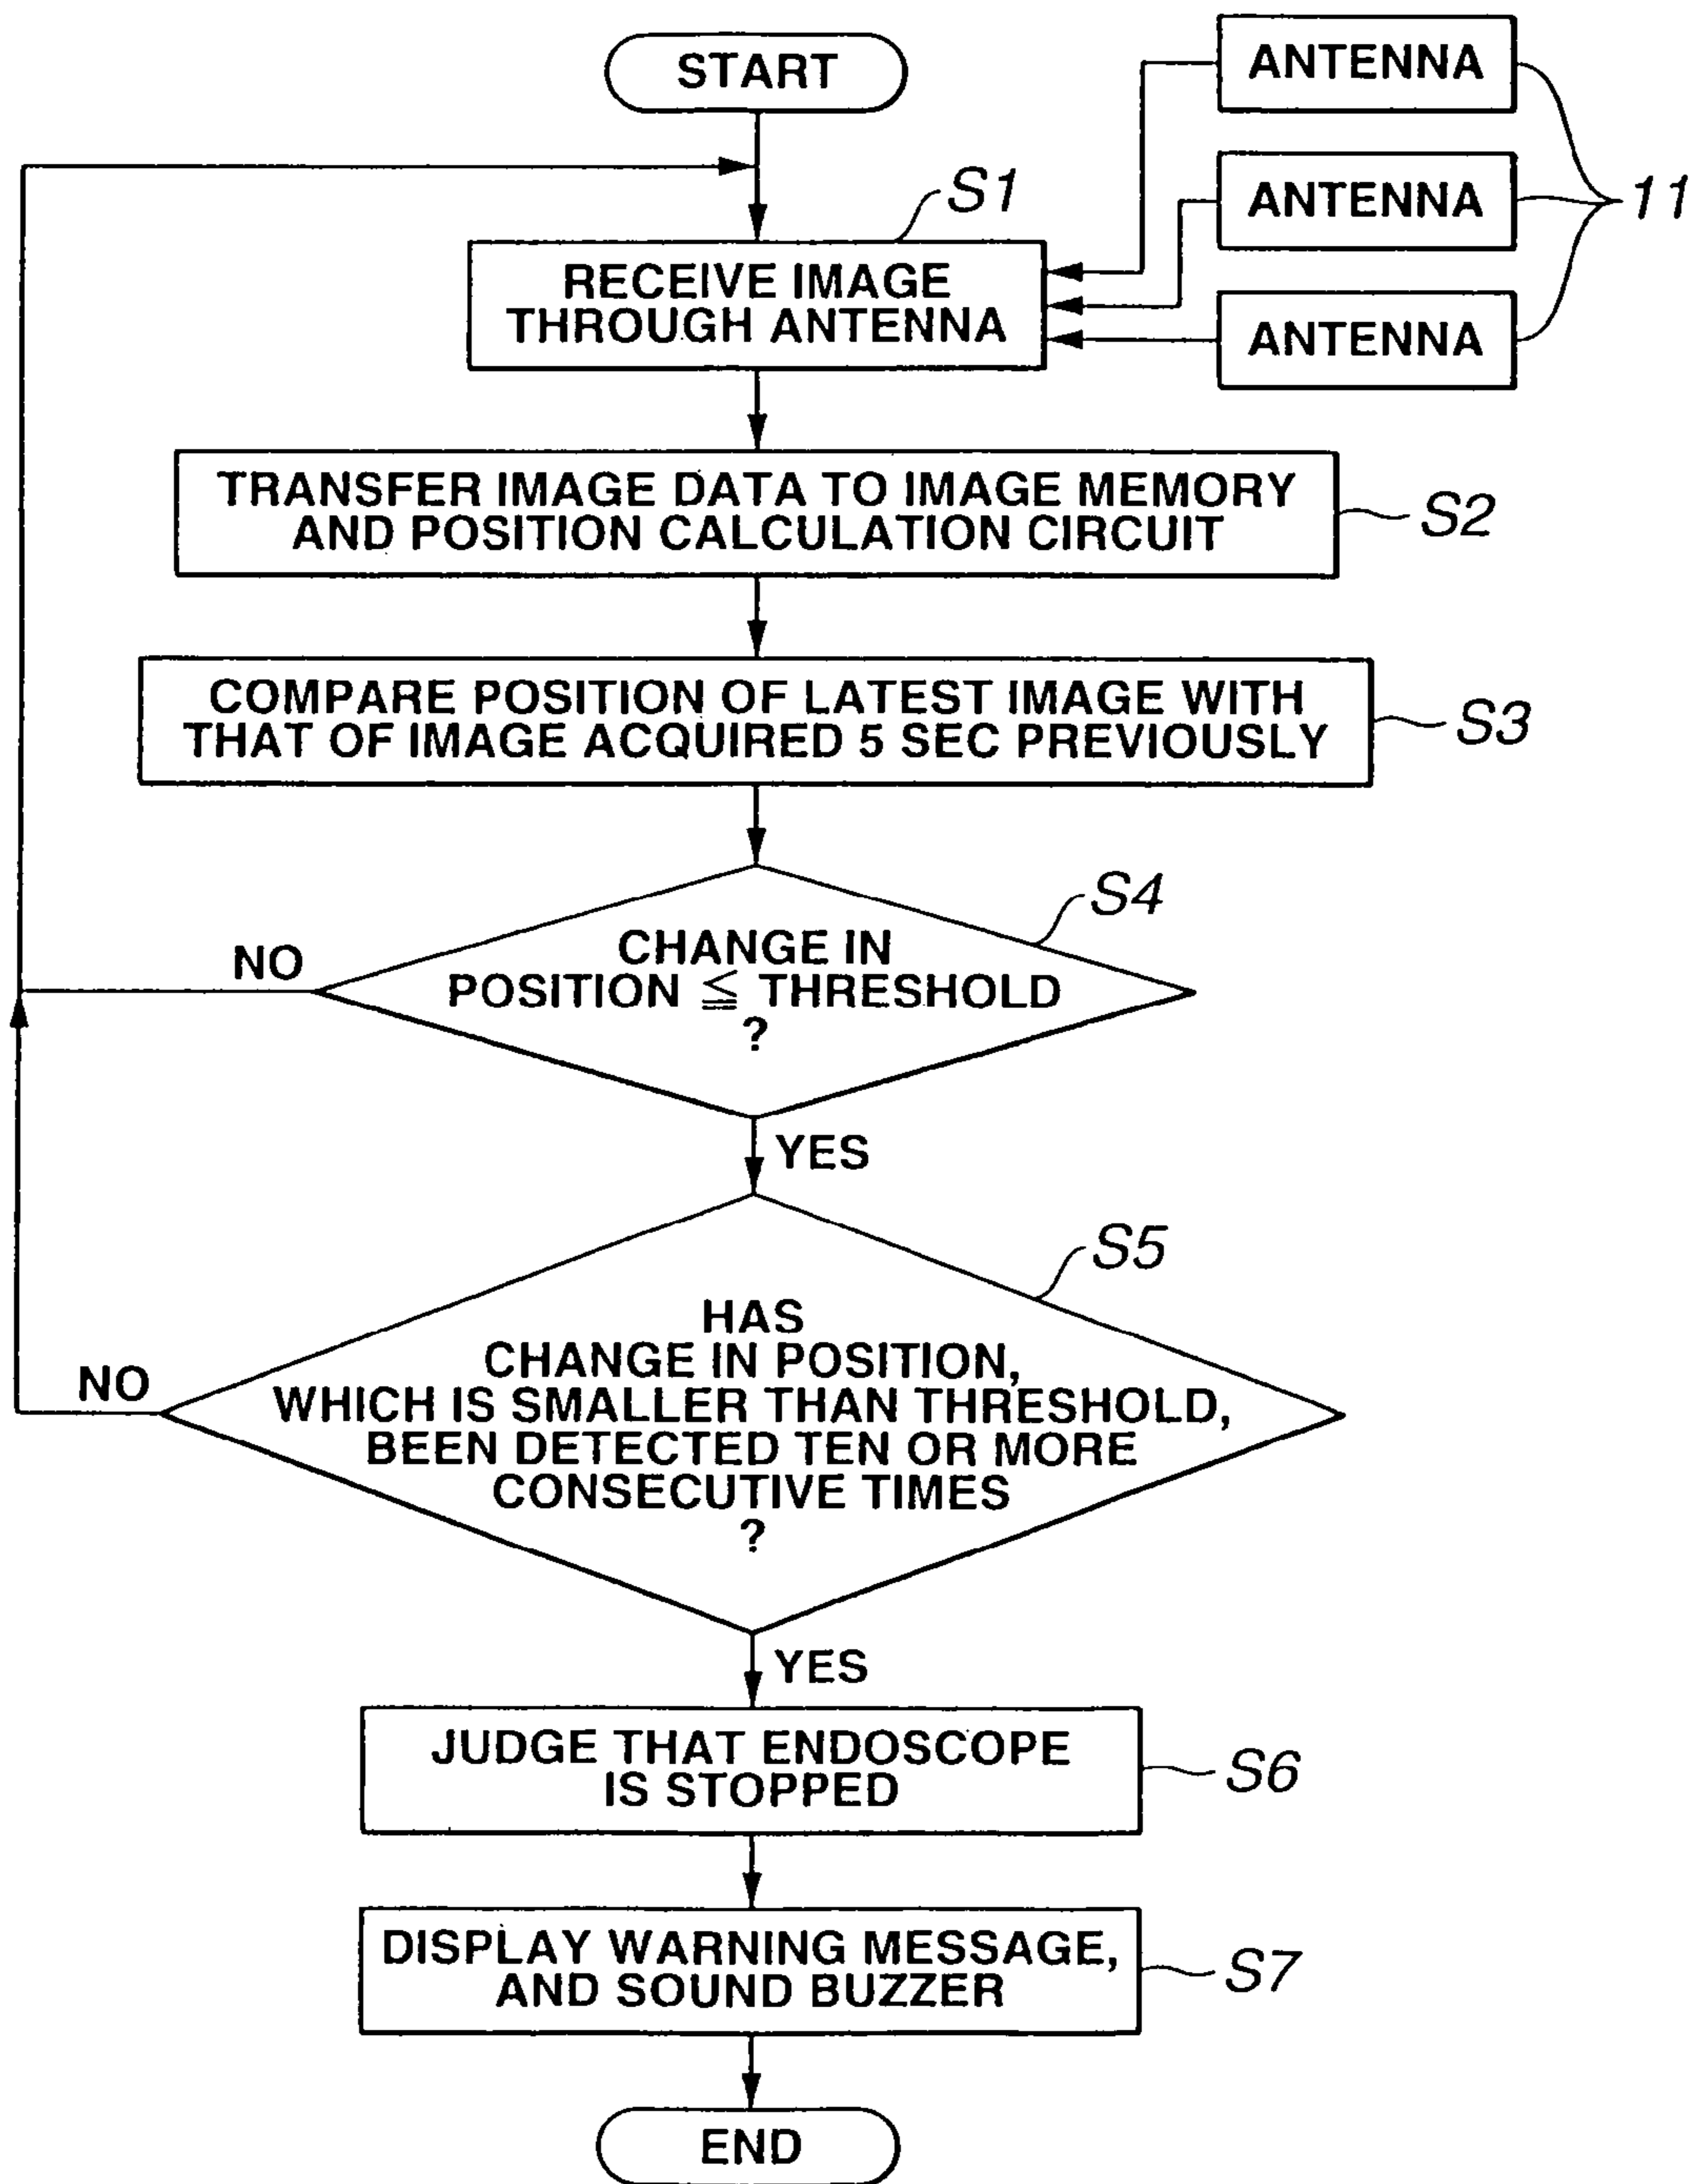 START
ANTENNA
ANTENNA
ANTENNA
11
S1
RECEIVE IMAGE
THROUGH ANTENNA
TRANSFER IMAGE DATA TO IMAGE MEMORY
AND POSITION CALCULATION CIRCUIT
S2
COMPARE POSITION OF LATEST IMAGE WITH
THAT OF IMAGE ACQUIRED 5 SEC PREVIOUSLY
S3
S4
CHANGE IN
POSITION ≦ THRESHOLD
?
NO
YES
S5
HAS
CHANGE IN POSITION,
WHICH IS SMALLER THAN THRESHOLD,
BEEN DETECTED TEN OR MORE
CONSECUTIVE TIMES
?
NO
YES
JUDGE THAT ENDOSCOPE
IS STOPPED
S6
DISPLAY WARNING MESSAGE,
AND SOUND BUZZER
S7
END